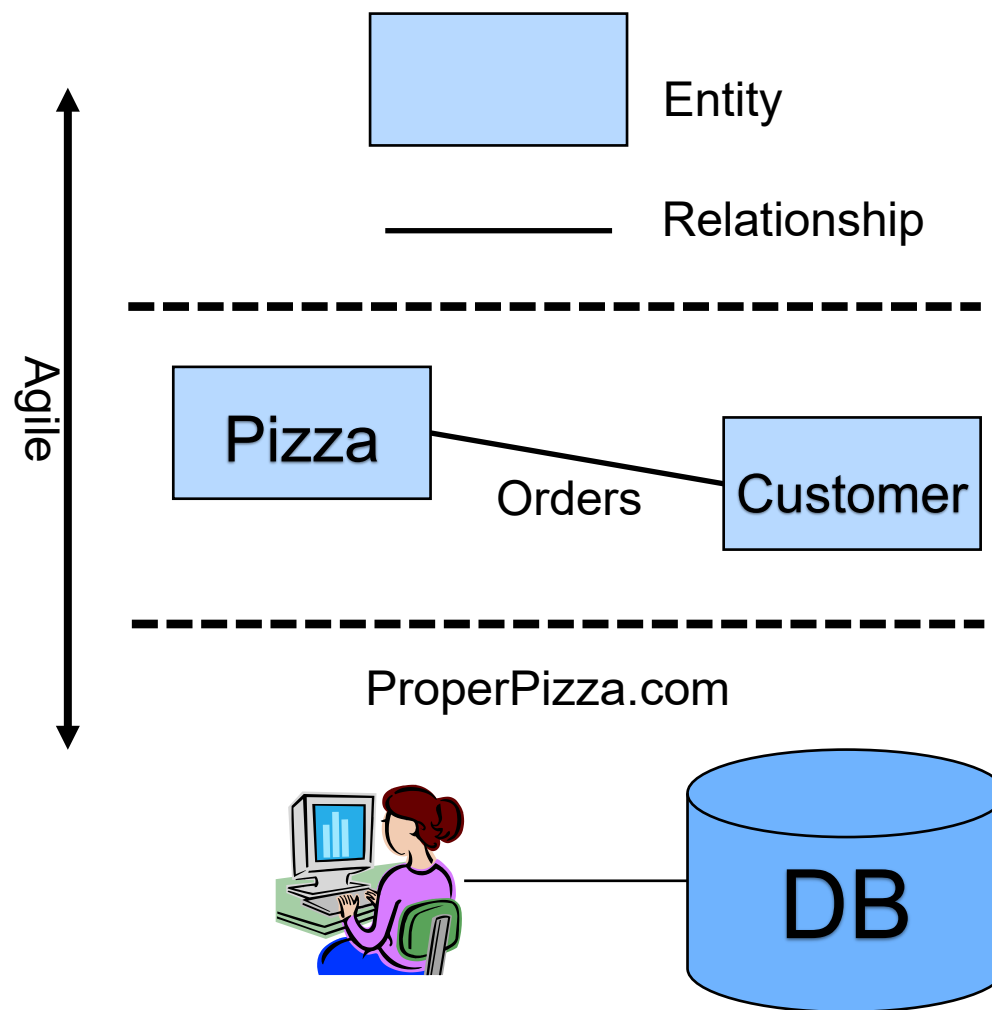 Entity
Relationship
Agile
Pizza
Orders
Customer
ProperPizza.com
DB